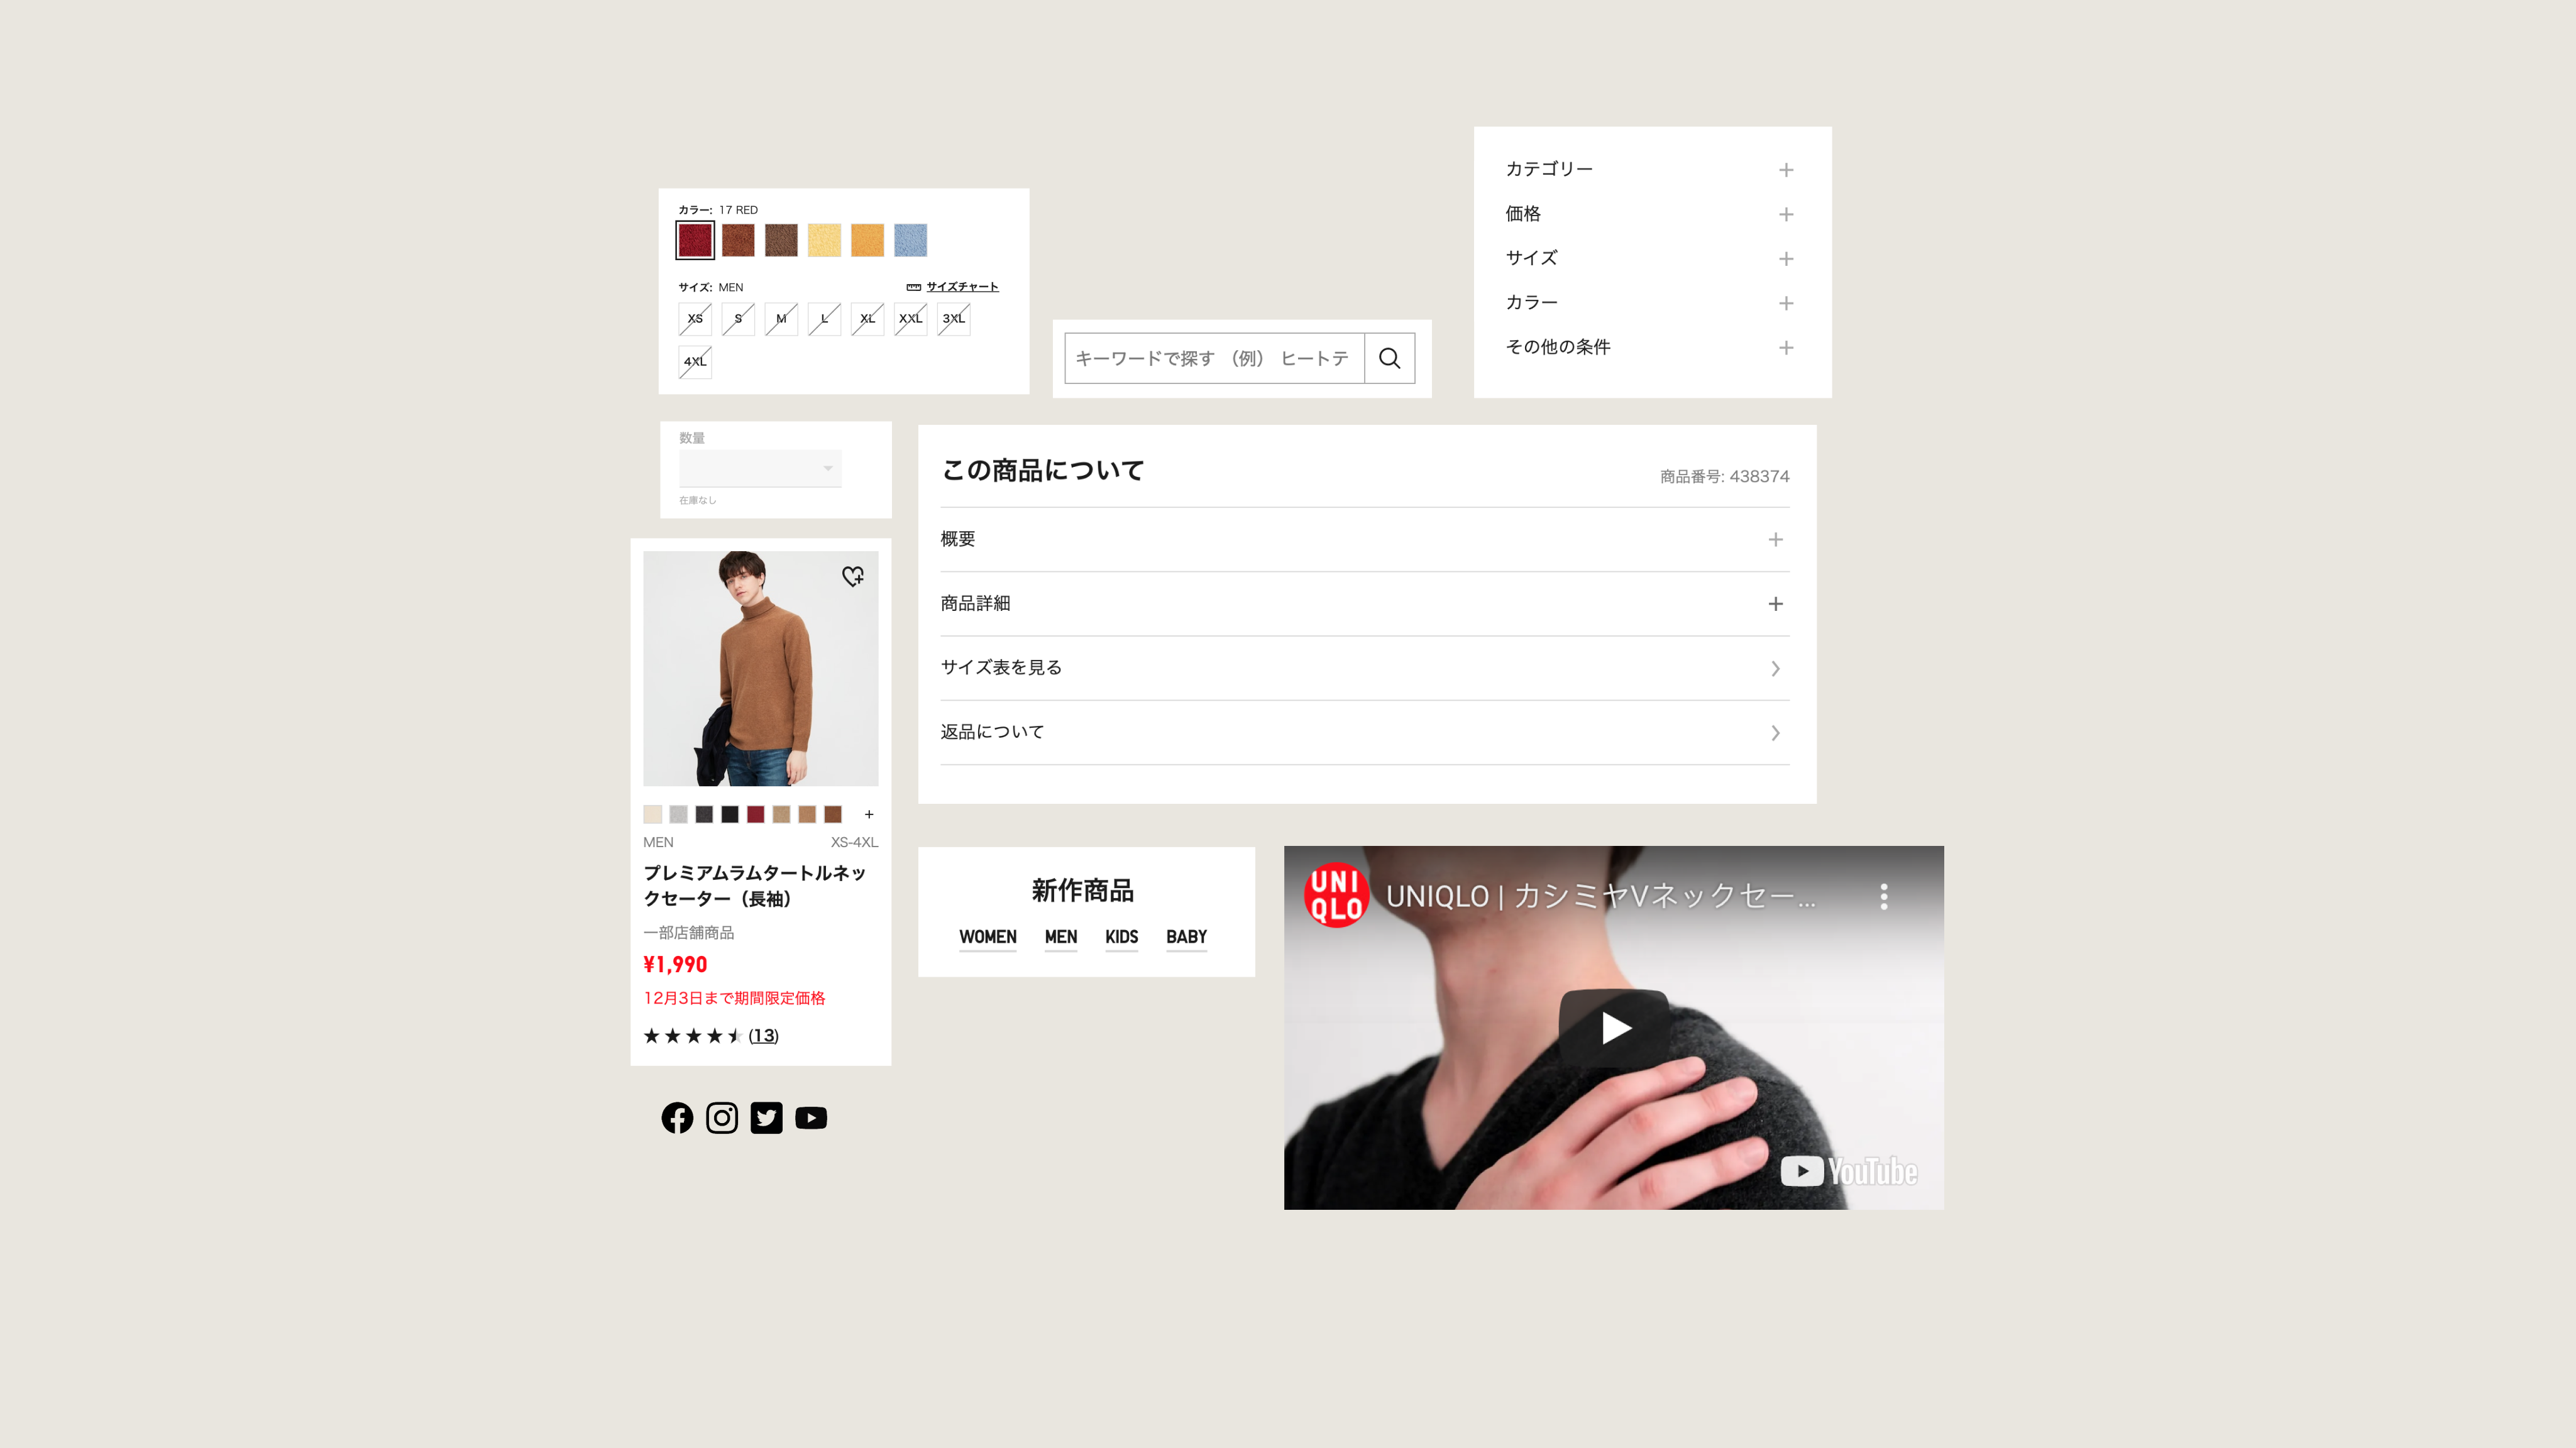 カラー: 17 RED
サイズ: MEN
サイズチャート
XS S M L XL XXL 3XL
4XL
キーワードで探す （例） ヒートテ
カテゴリー
価格
サイズ
カラー
その他の条件
数量
在庫なし
この商品について
商品番号: 438374
概要
商品詳細
サイズ表を見る
返品について
MEN
XS-4XL
プレミアムラムタートルネッ
クセーター（長袖）
一部店舗商品
¥1,990
12月3日まで期間限定価格
(13)
新作商品
WOMEN MEN KIDS BABY
UNI
QLO
UNIQLO | カシミヤVネックセー...
YouTube